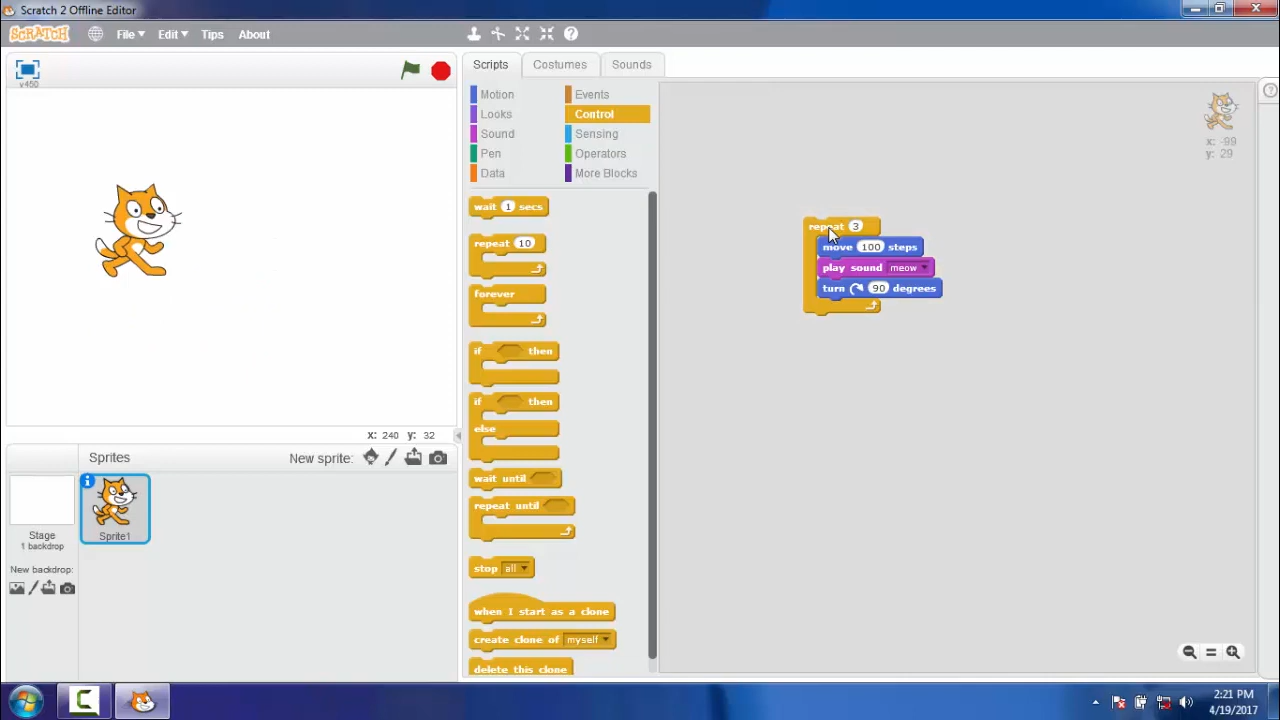 Scratch 2 Offline Editor
SCRATCH File Edit Tips About
v450
Scripts Costumes Sounds
Motion Events
Looks Control
Sound Sensing
Pen Operators
Data More Blocks
x: -99
y: 29
wait 1 secs
repeat 10
forever
if then
if then
else
wait until
repeat until
stop all
when I start as a clone
create clone of myself
delete this clone
repeat 3
move 100 steps
play sound meow
turn 90 degrees
x: 240 y: 32
Sprites New sprite:
Stage
1 backdrop
New backdrop:
Sprite1
2:21 PM
4/19/2017